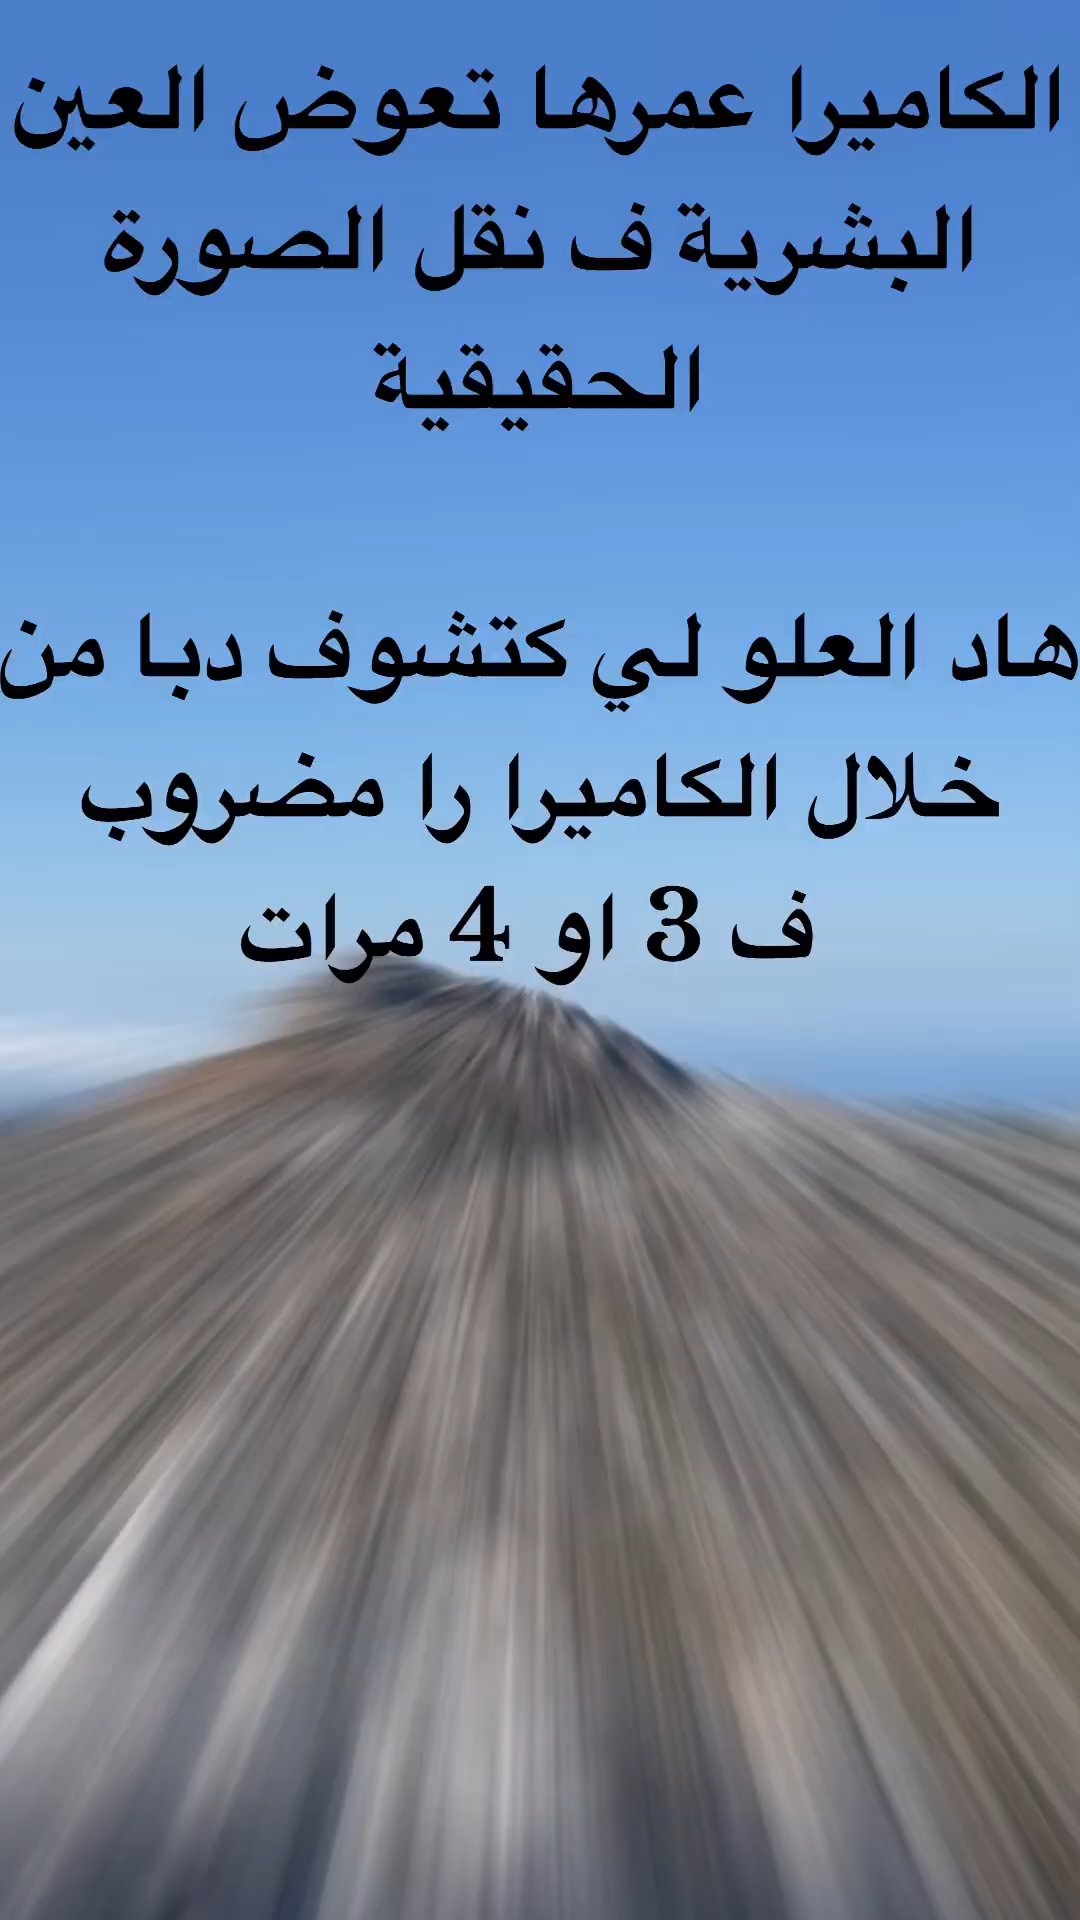 الكاميرا عمرها تعوض العين
البشرية ف نقل الصورة
الحقيقية
هاد العلو لي كتشوف دبا من
خلال الكاميرا را مضروب
ف 3 او 4 مرات